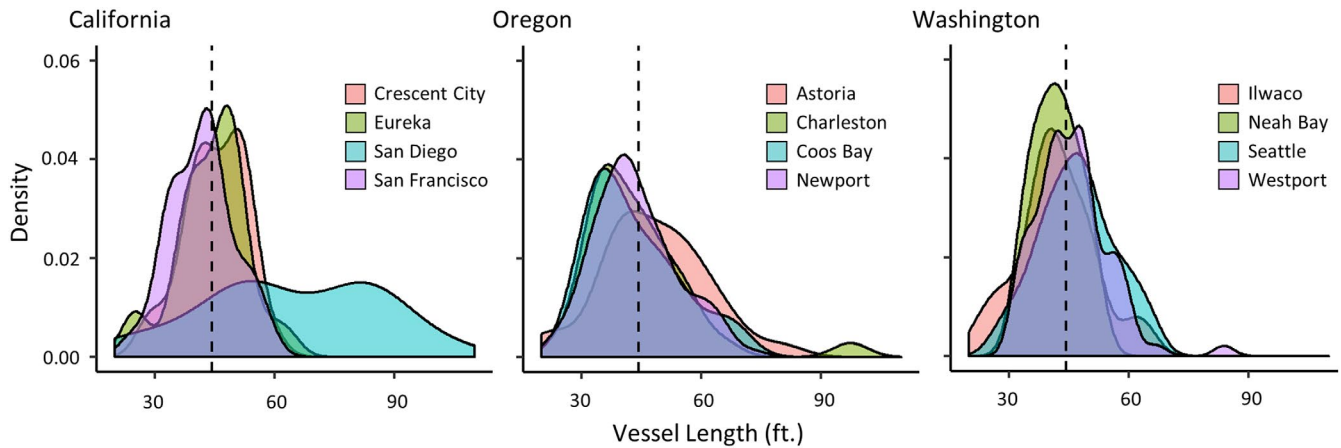 California
Oregon
Washington
0.06
0.04
0.02
0.00
Density
Crescent City
Eureka
San Diego
San Francisco
Astoria
Charleston
Coos Bay
Newport
Ilwaco
Neah Bay
Seattle
Westport
30 60 90
30 60 90
30 60 90
Vessel Length (ft.)